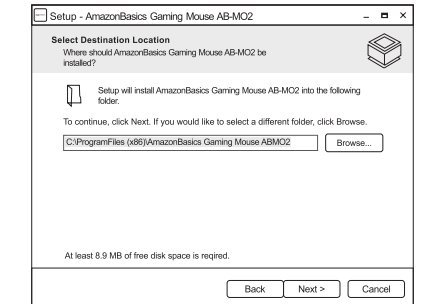 Setup - AmazonBasics Gaming Mouse AB-MO2
Select Destination Location
Where should AmazonBasics Gaming Mouse AB-MO2 be
installed?
Setup will install AmazonBasics Gaming Mouse AB-MO2 into the following
folder.
To continue, click Next. If you would like to select a different folder, click Browse.
C:\ProgramFiles (x86)\AmazonBasics Gaming Mouse ABMO2
Browse...
At least 8.9 MB of free disk space is reqired.
Back
Next >
Cancel